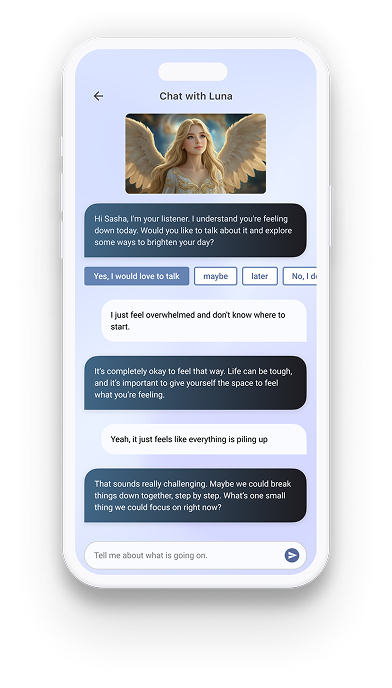 Chat with Luna
Hi Sasha, I'm your listener. I understand you're feeling
down today. Would you like to talk about it and explore
some ways to brighten your day?
Yes, I would love to talk
maybe
later
No, I d
I just feel overwhelmed and don't know where to
start.
It's completely okay to feel that way. Life can be tough,
and it's important to give yourself the space to feel
what you're feeling.
Yeah, it just feels like everything is piling up
That sounds really challenging. Maybe we could break
things down together, step by step. What's one small
thing we could focus on right now?
Tell me about what is going on.